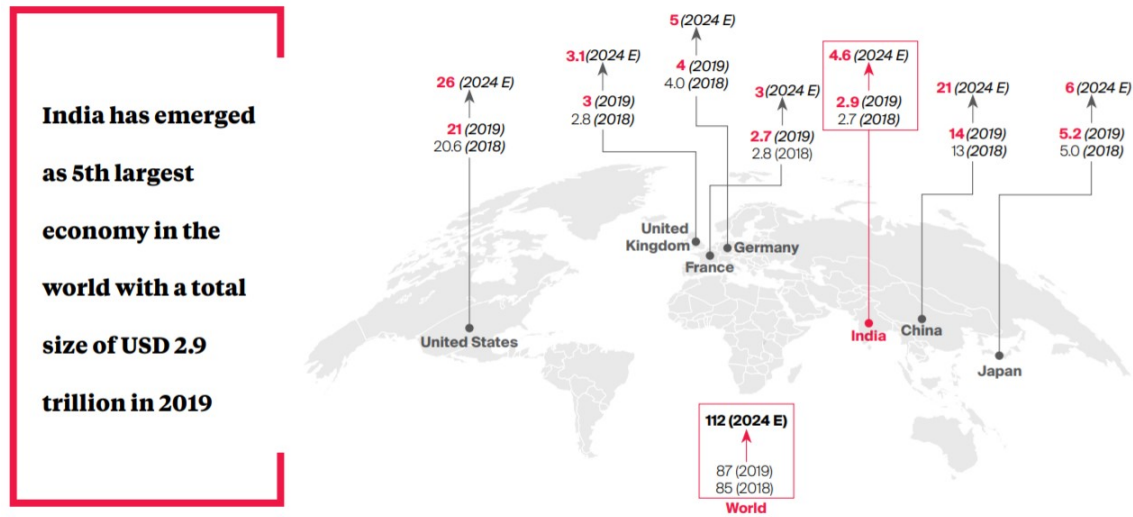 India has emerged
as 5th largest
economy in the
world with a total
size of USD 2.9
trillion in 2019
26 (2024 E)
21 (2019)
20.6 (2018)
United States
3.1(2024 E)
3 (2019)
2.8 (2018)
United
Kingdom
5(2024 E)
4 (2019)
4.0 (2018)
Germany
3(2024 E)
2.7(2019)
2.8 (2018)
France
4.6 (2024 E)
2.9 (2019)
2.7 (2018)
India
21(2024 E)
14 (2019)
13 (2018)
China
6 (2024 E)
5.2 (2019)
5.0 (2018)
Japan
112 (2024 E)
87 (2019)
85 (2018)
World